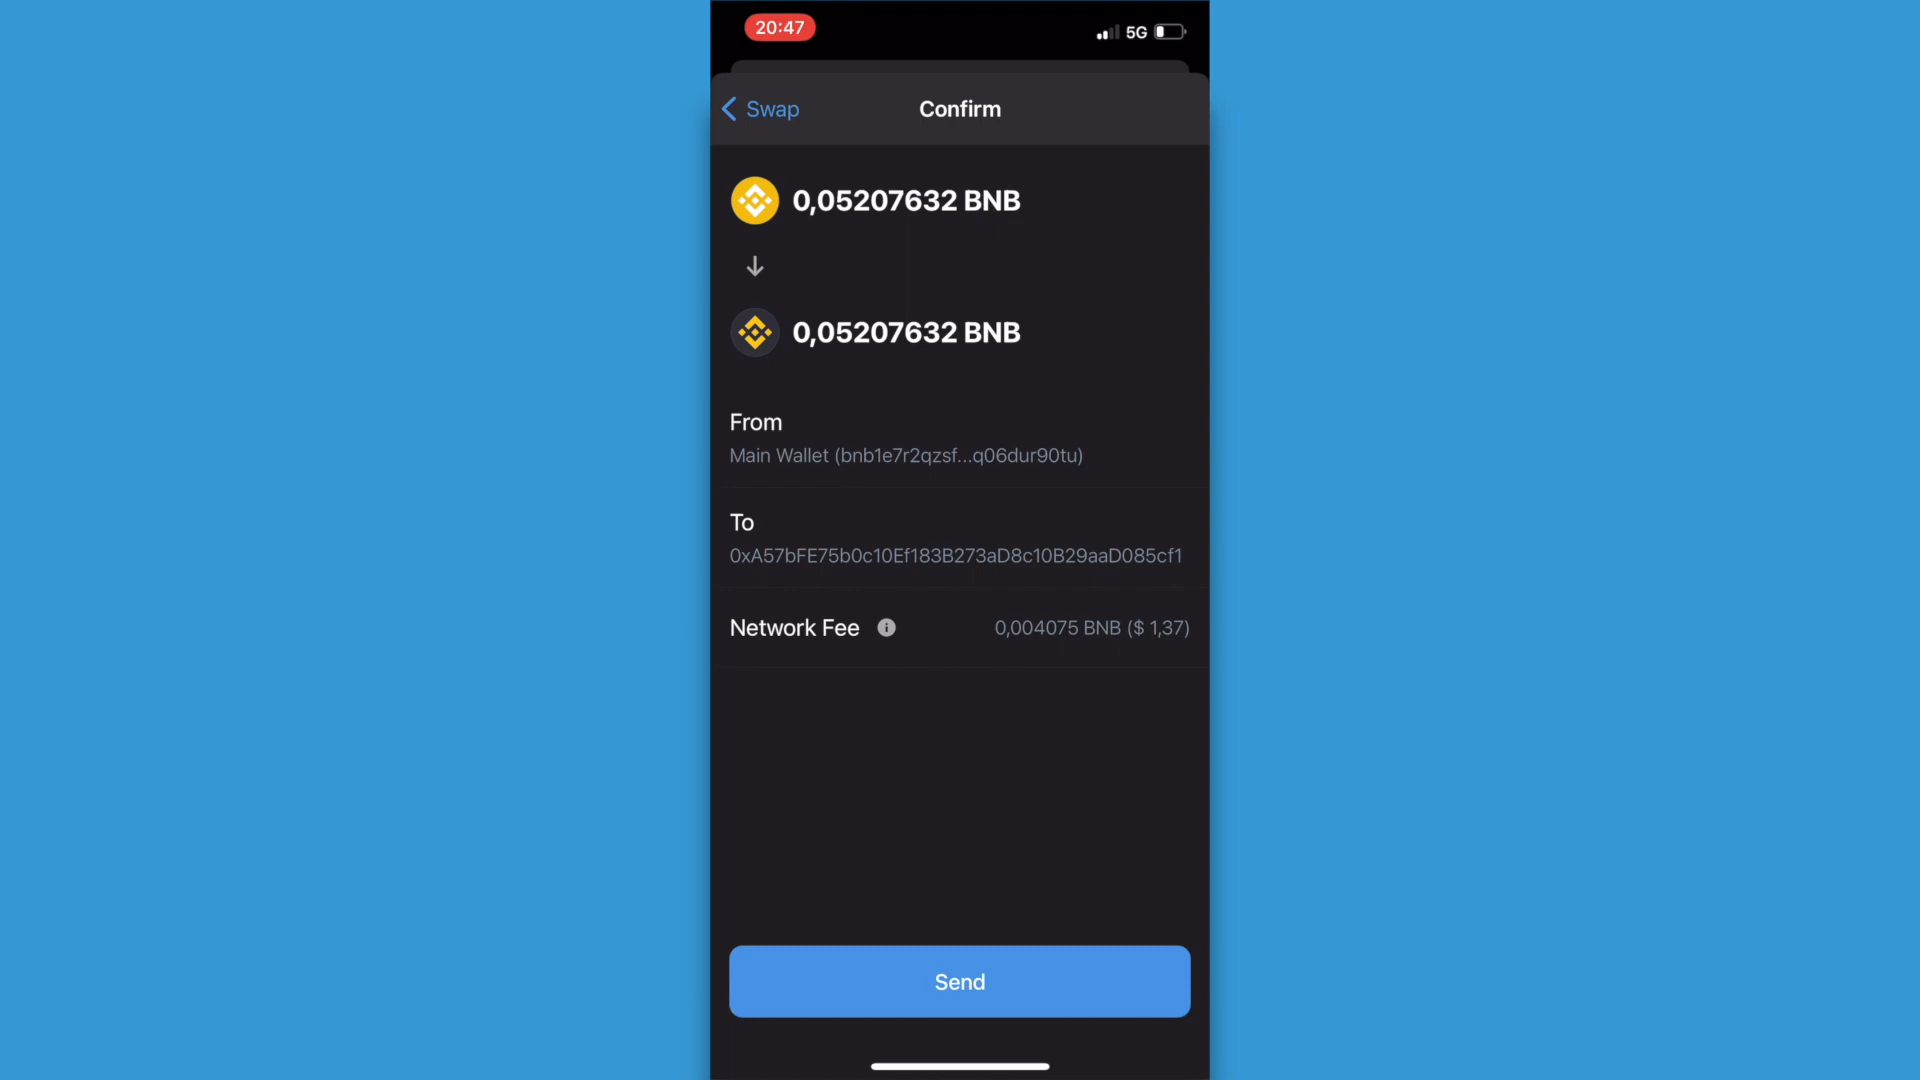 20:47
5G
Swap
Confirm
0,05207632 BNB
0,05207632 BNB
From
Main Wallet (bnb1e7r2qzsf...q06dur90tu)
To
0xA57bFE75b0c10Ef183B273aD8c10B29aaD085cf1
Network Fee
0,004075 BNB ($ 1,37)
Send